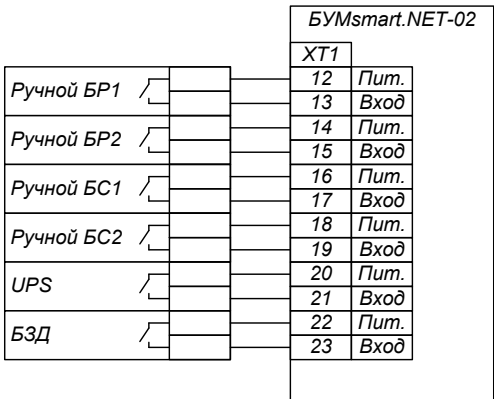 БУМsmart.NET-02
XT1
Ручной БР1 12 Пит.
13 Вход
Ручной БР2 14 Пит.
15 Вход
Ручной БС1 16 Пит.
17 Вход
Ручной БС2 18 Пит.
19 Вход
UPS 20 Пит.
21 Вход
БЗД 22 Пит.
23 Вход